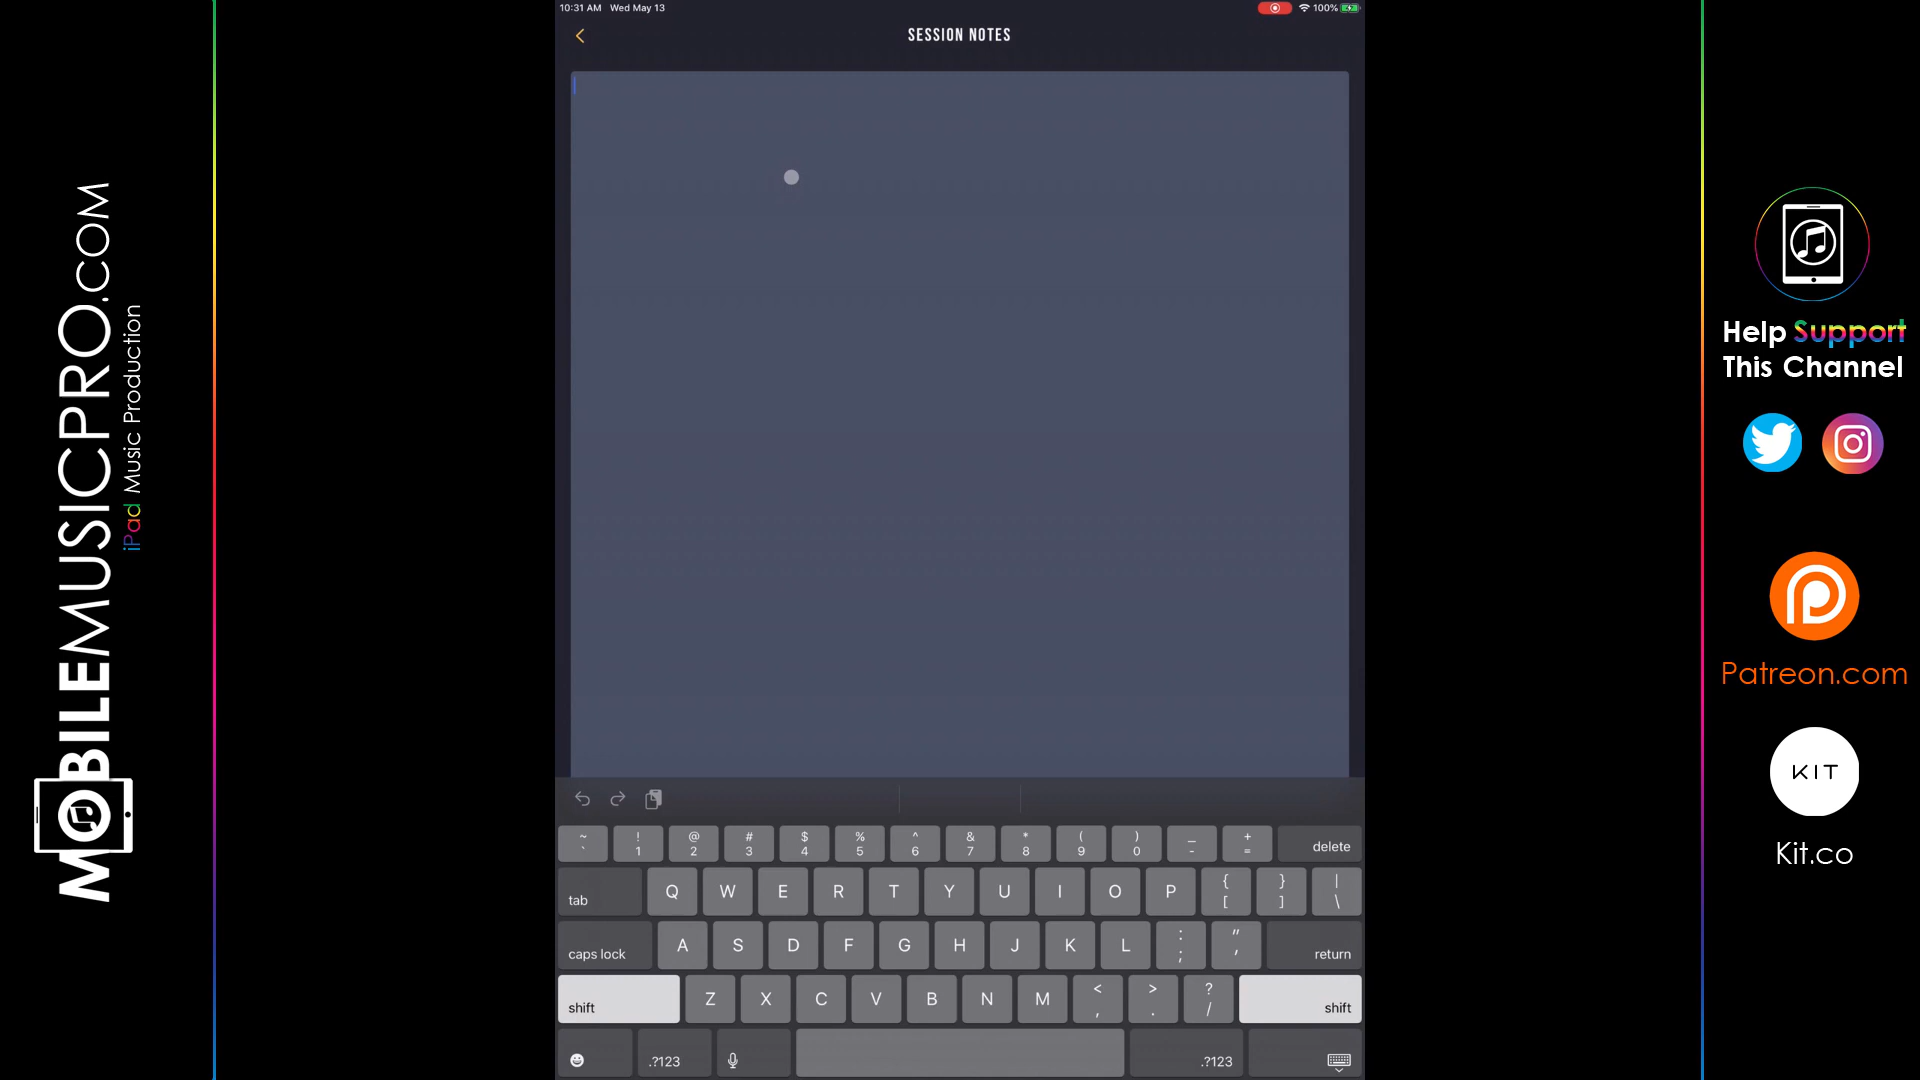 10:31 AM Wed May 13
100%
SESSION NOTES
MOBILEMUSICPRO.COM
iPad Music Production
Help Support
This Channel
Patreon.com
KIT
Kit.co
~ ! @ # $ % ^ & * ( ) _ +
` 1 2 3 4 5 6 7 8 9 0 - = delete
tab Q W E R T Y U I O P { [ } ] | \
caps lock A S D F G H J K L : ; " ' return
shift Z X C V B N M < , > . ? / shift
.?123 .?123